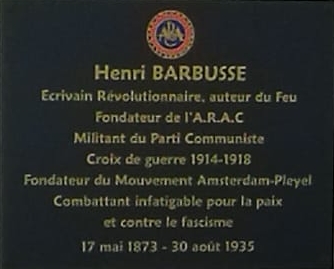 Henri BARBUSSE
Ecrivain Révolutionnaire, auteur du Feu
Fondateur de l'A.R.A.C
Militant du Parti Communiste
Croix de guerre 1914-1918
Fondateur du Mouvement Amsterdam-Pleyel
Combattant infatigable pour la paix
et contre le fascisme
17 mai 1873 - 30 août 1935